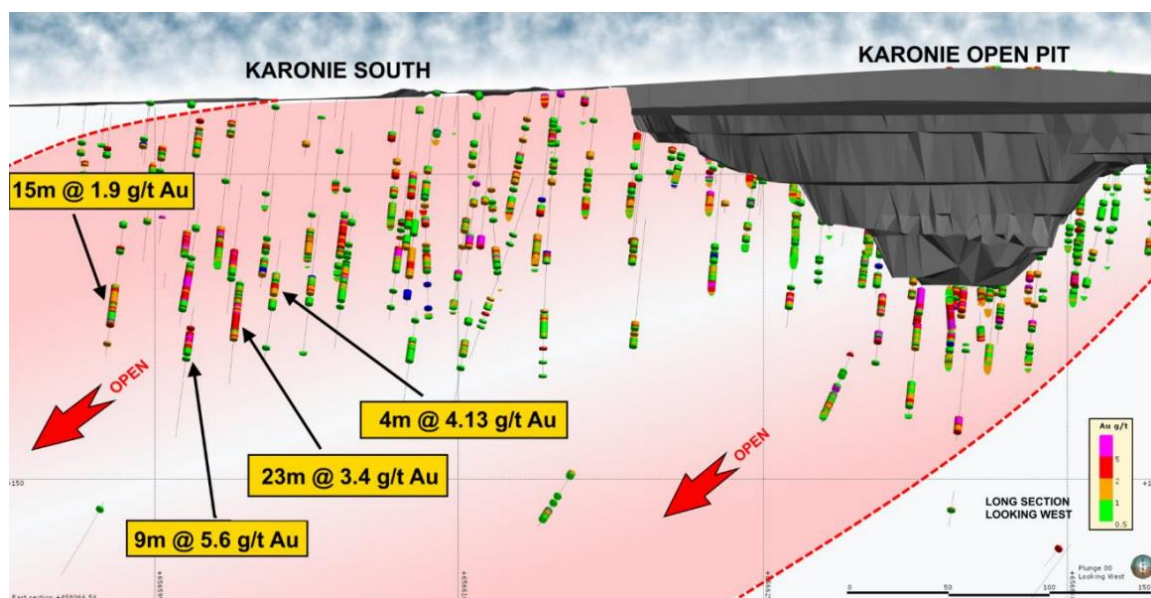 KARONIE SOUTH
KARONIE OPEN PIT
15m @ 1.9 g/t Au
OPEN
4m @ 4.13 g/t Au
OPEN
23m @ 3.4 g/t Au
9m @ 5.6 g/t Au
+150
Au g/t
5
2
1
0.5
LONG SECTION
LOOKING WEST
Plunge 00
Looking West
0
50
100